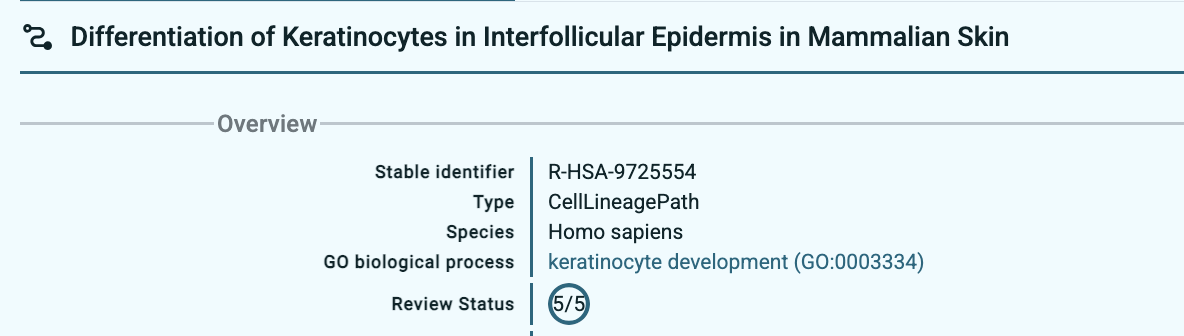 Differentiation of Keratinocytes in Interfollicular Epidermis in Mammalian Skin
Overview
Stable identifier R-HSA-9725554
Type CellLineagePath
Species Homo sapiens
GO biological process keratinocyte development (GO:0003334)
Review Status 5/5